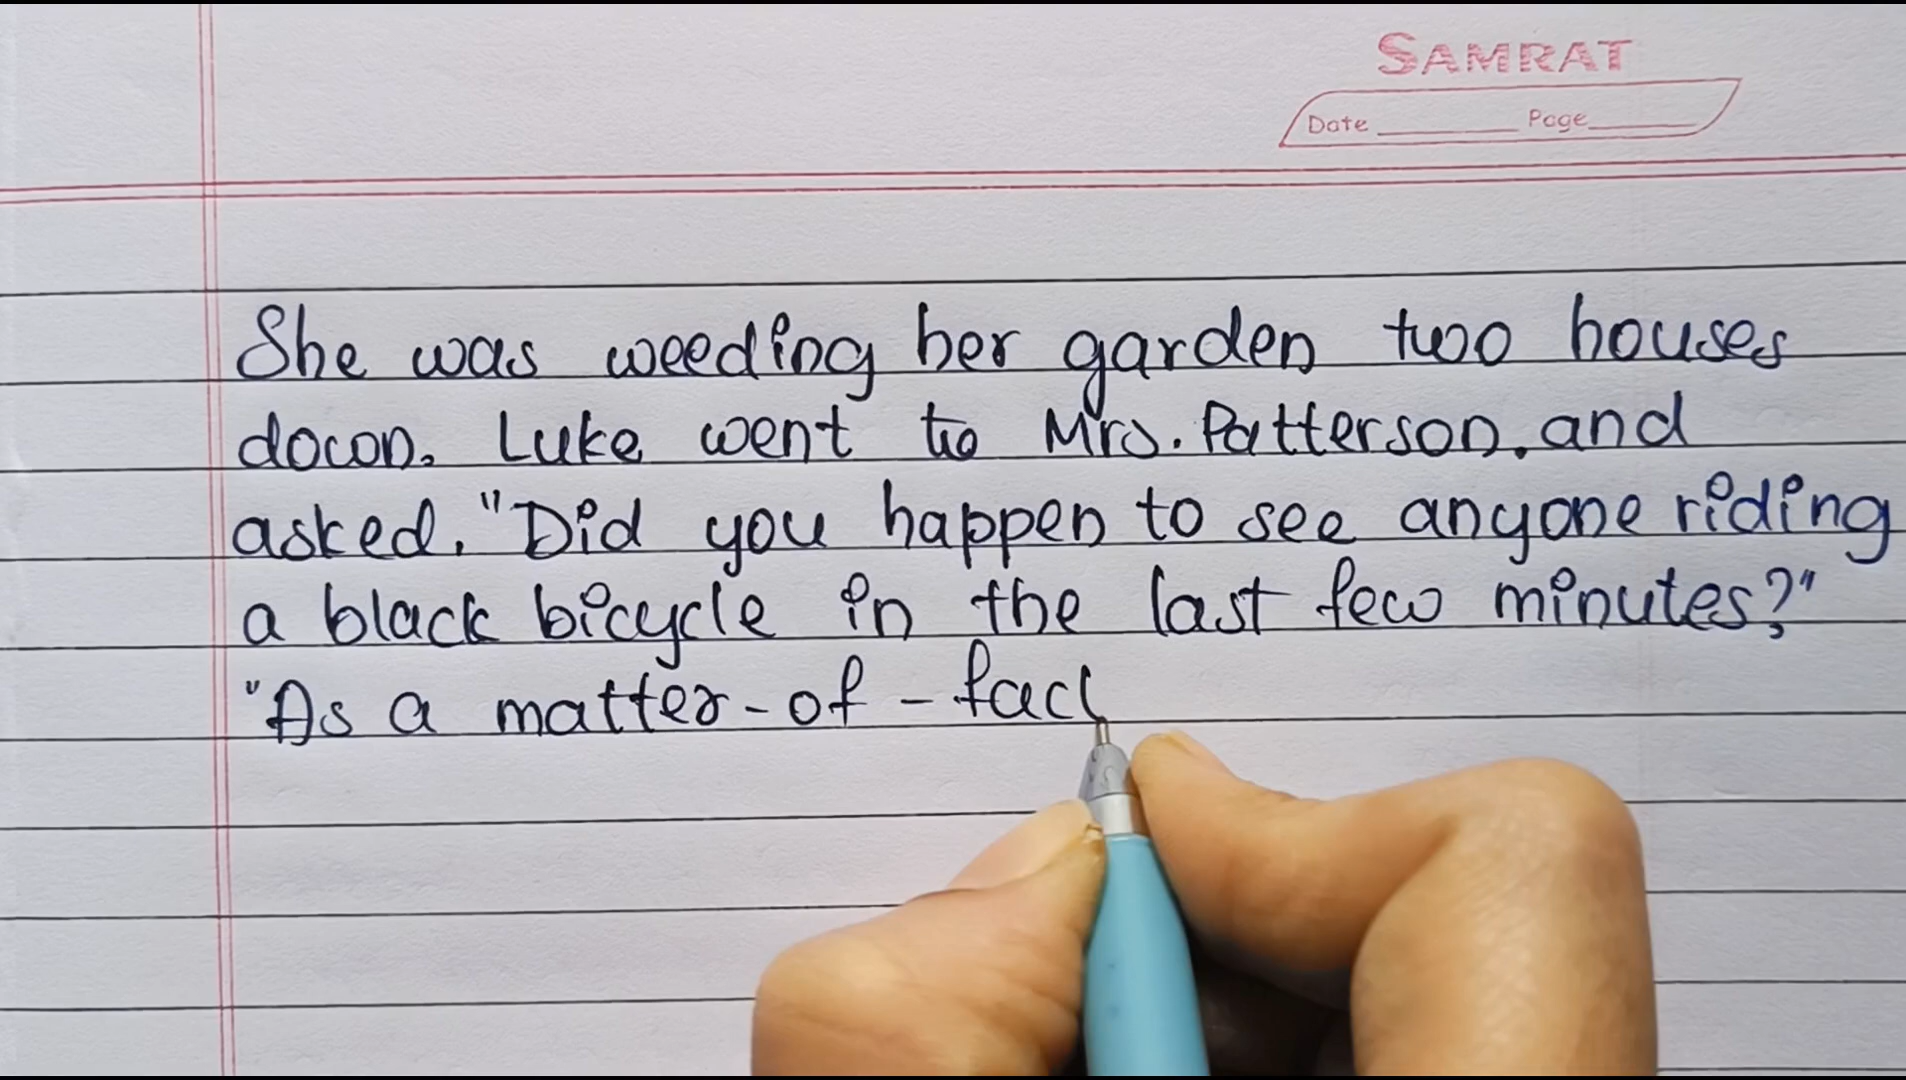 SAMRAT
Date Page
She was weeding her garden two houses
down. Luke went to Mrs. Patterson. and
asked. "Did you happen to see anyone riding
a black bicycle in the last few minutes?"
"As a matter-of-fac